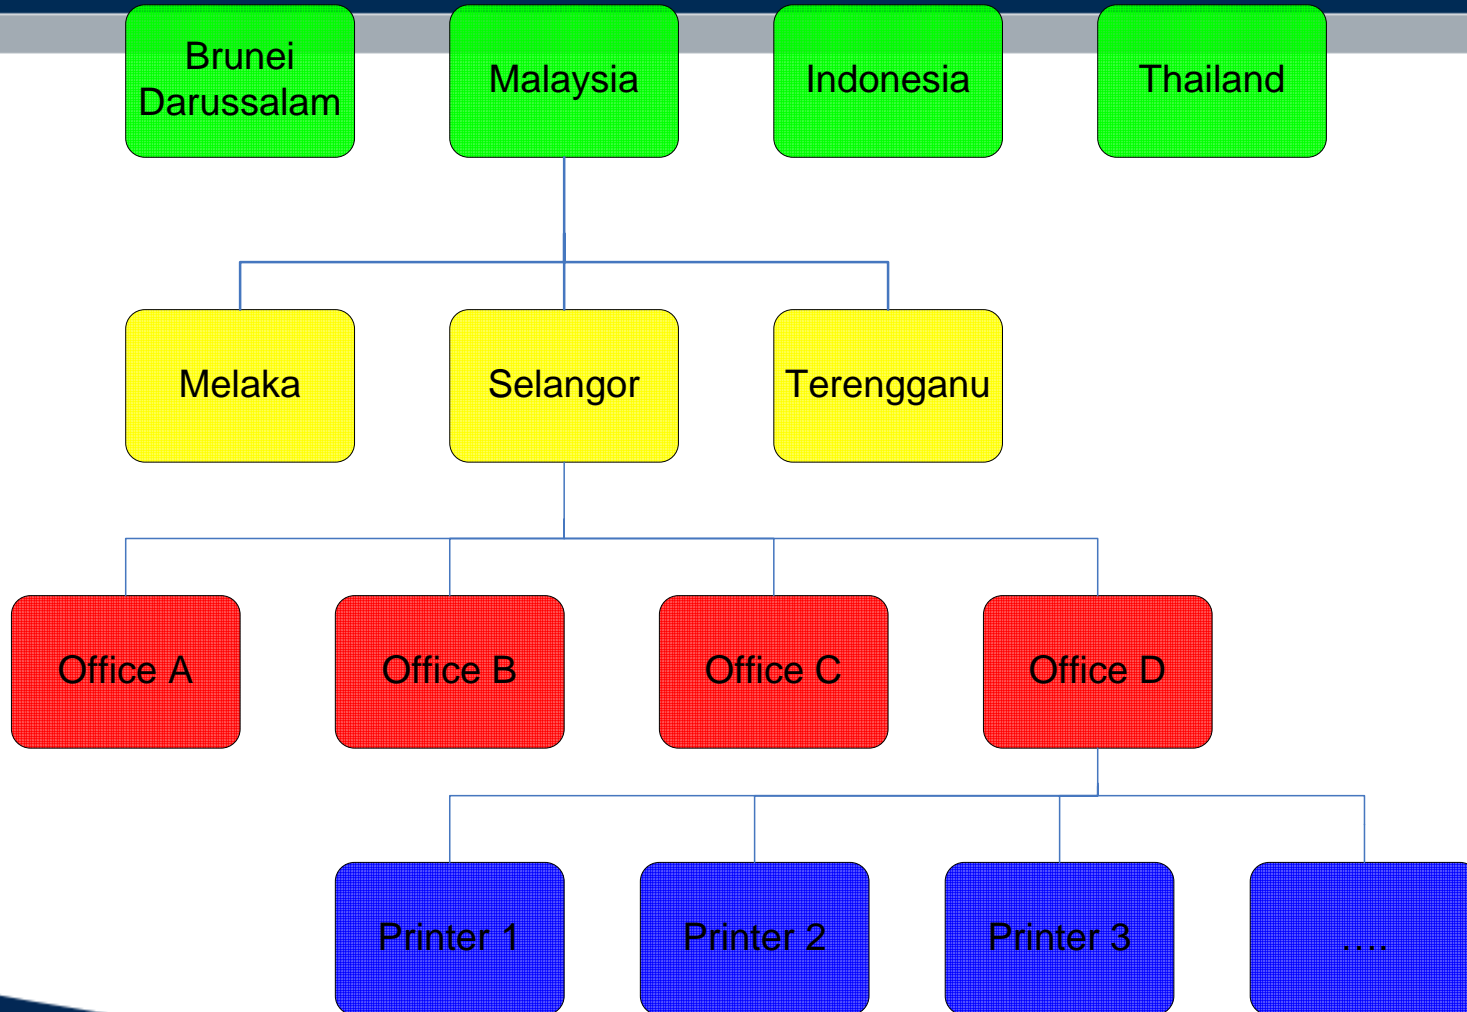 Brunei
Darussalam
Malaysia
Indonesia
Thailand
Melaka
Selangor
Terengganu
Office A
Office B
Office C
Office D
Printer 1
Printer 2
Printer 3
....